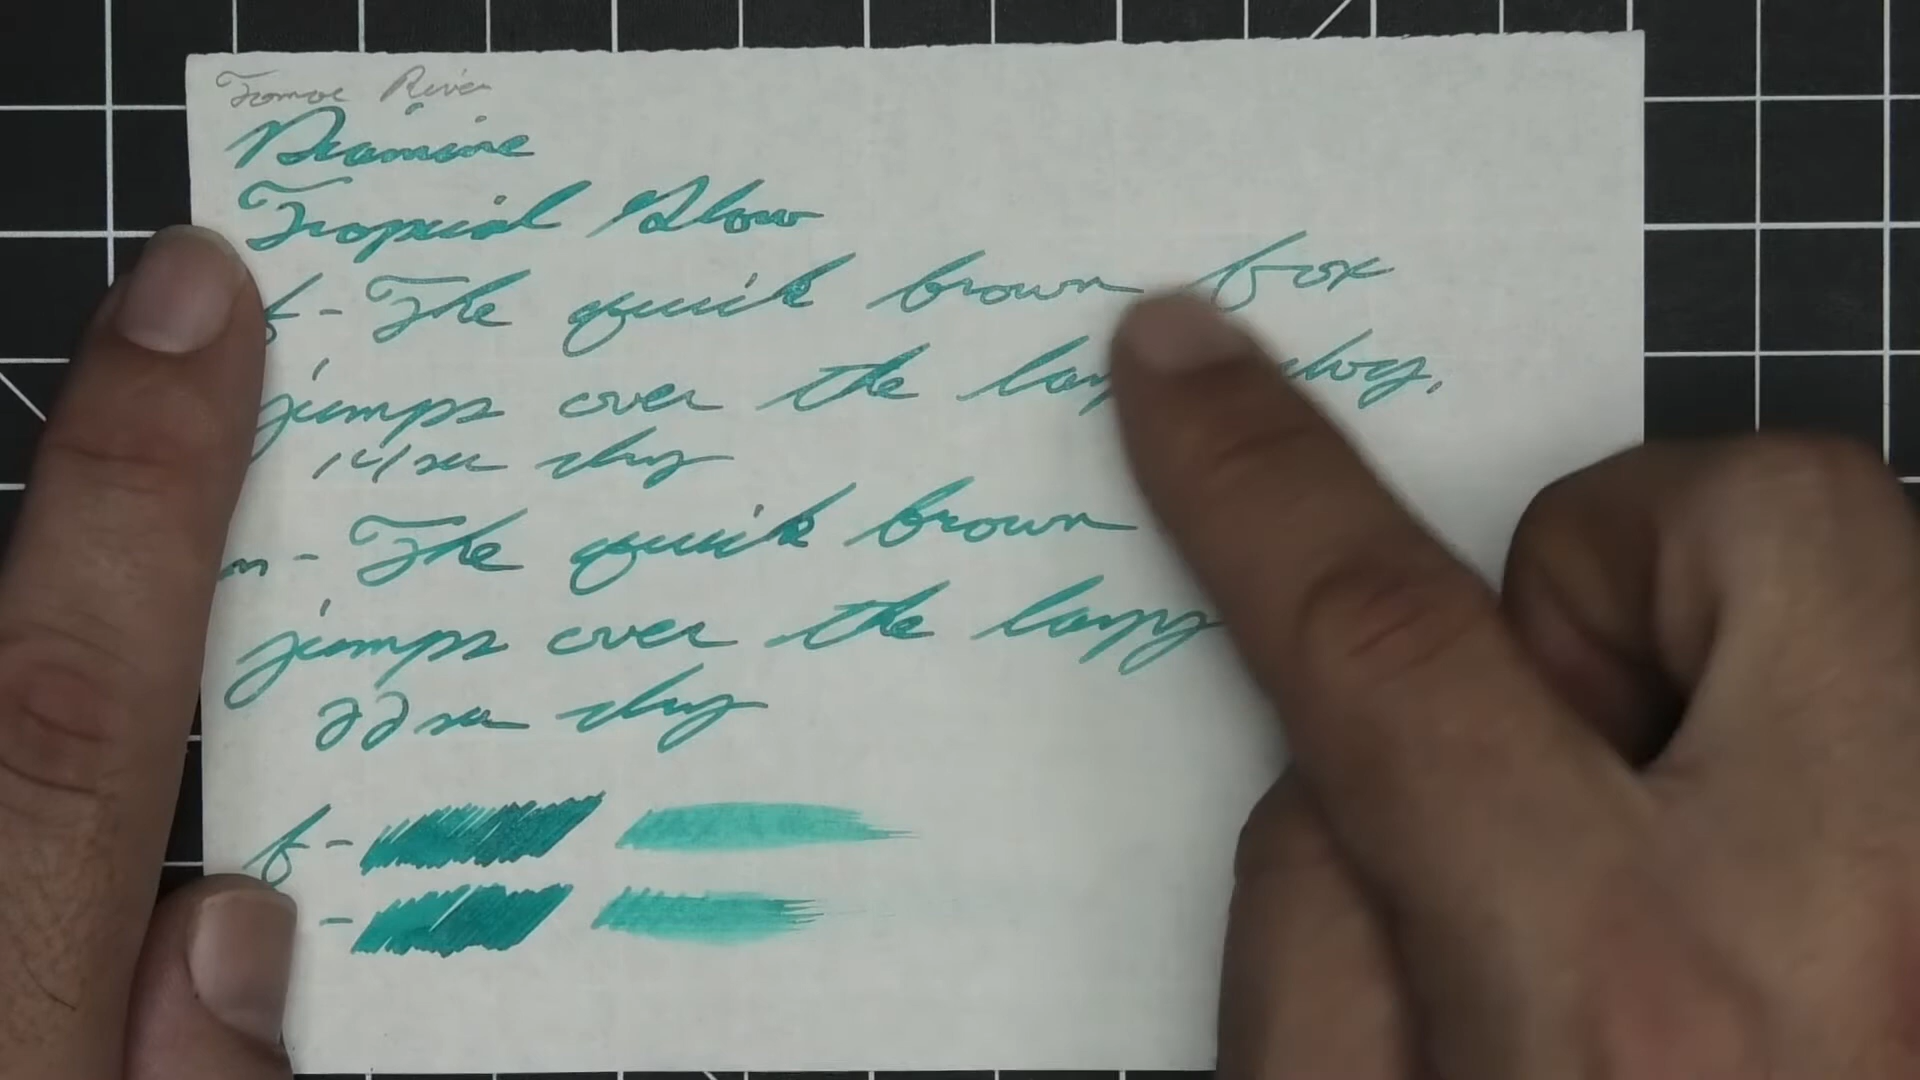 Tomoe River
Diamine
Tropical Glow
f - The quick brown fox
jumps over the lazy dog.
14 sec dry
m - The quick brown
jumps over the lazy
22 sec dry
f -
-